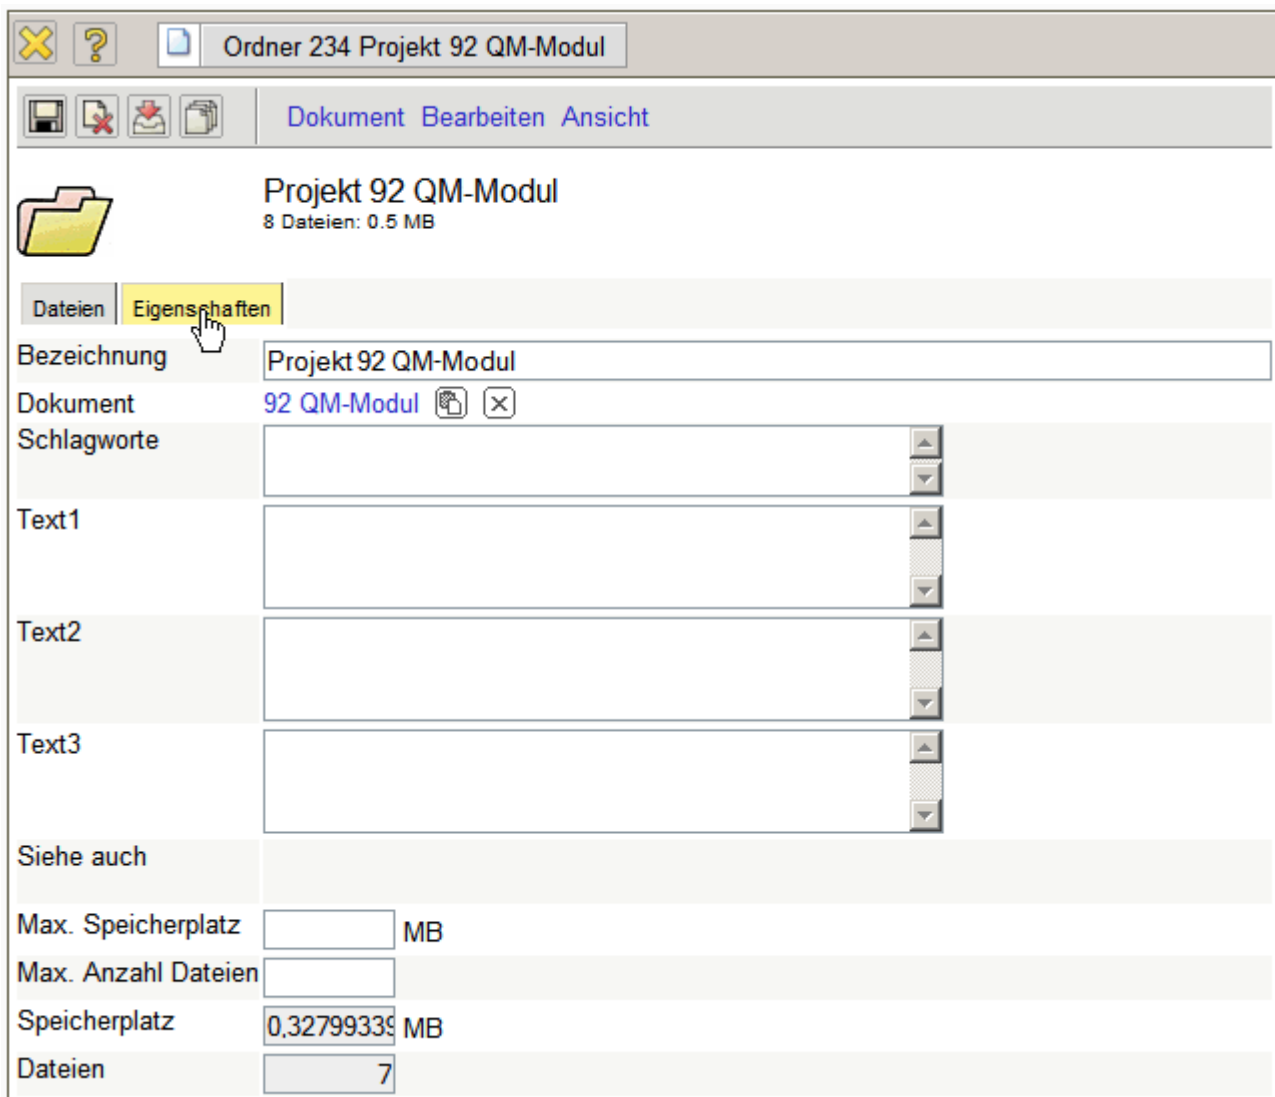 Ordner 234 Projekt 92 QM-Modul
Dokument Bearbeiten Ansicht
Projekt 92 QM-Modul
8 Dateien: 0.5 MB
Dateien Eigenschaften
Bezeichnung Projekt 92 QM-Modul
Dokument 92 QM-Modul
Schlagworte
Text1
Text2
Text3
Siehe auch
Max. Speicherplatz MB
Max. Anzahl Dateien
Speicherplatz 0,32799339 MB
Dateien 7